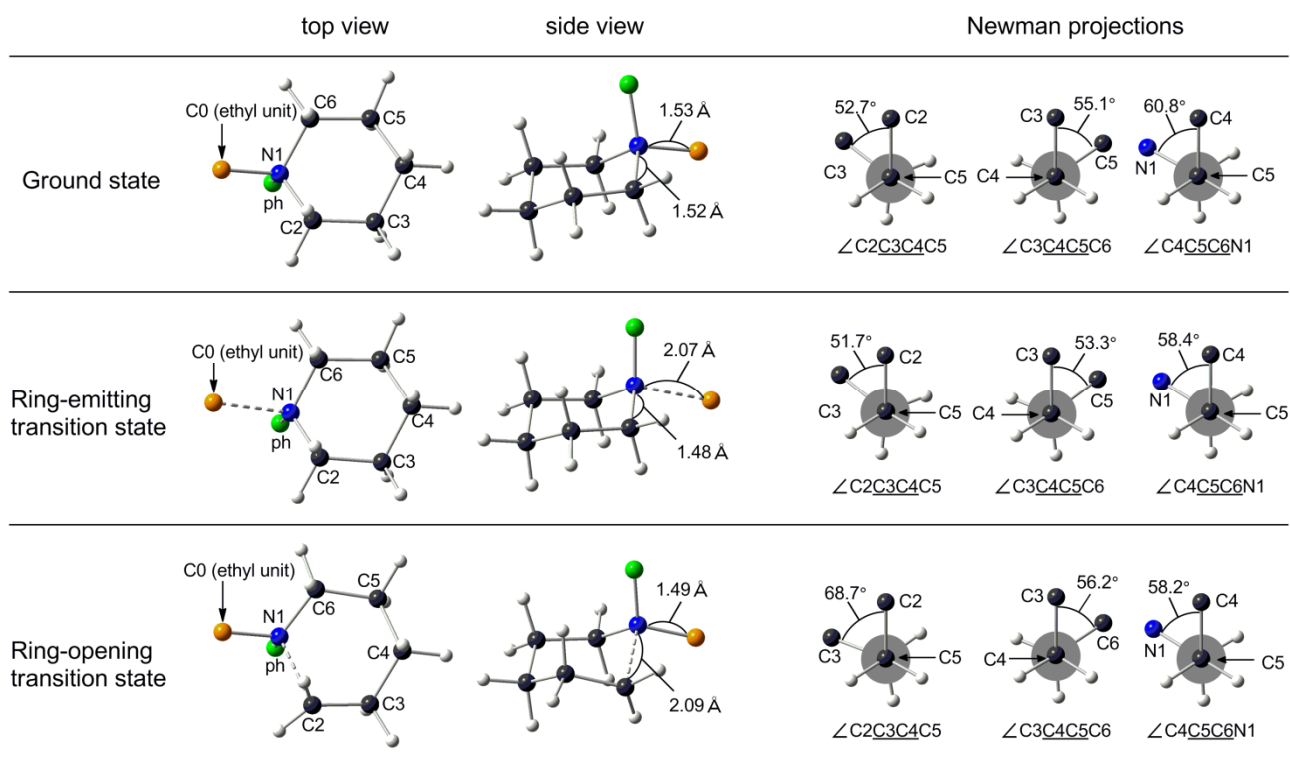 top view
side view
Newman projections
Ground state
C0 (ethyl unit)
C6
C5
N1
C4
ph
C2
C3
1.53 Å
1.52 Å
52.7°
C2
C3
C5
∠C2C3C4C5
55.1°
C3
C5
C4
∠C3C4C5C6
60.8°
C4
N1
C5
∠C4C5C6N1
Ring-emitting
transition state
C0 (ethyl unit)
C6
C5
N1
C4
ph
C2
C3
2.07 Å
1.48 Å
51.7°
C2
C3
C5
∠C2C3C4C5
53.3°
C3
C5
C4
∠C3C4C5C6
58.4°
C4
N1
C5
∠C4C5C6N1
Ring-opening
transition state
C0 (ethyl unit)
C6
C5
N1
C4
ph
C2
C3
1.49 Å
2.09 Å
68.7°
C2
C3
C5
∠C2C3C4C5
56.2°
C3
C6
C4
∠C3C4C5C6
58.2°
C4
N1
C5
∠C4C5C6N1